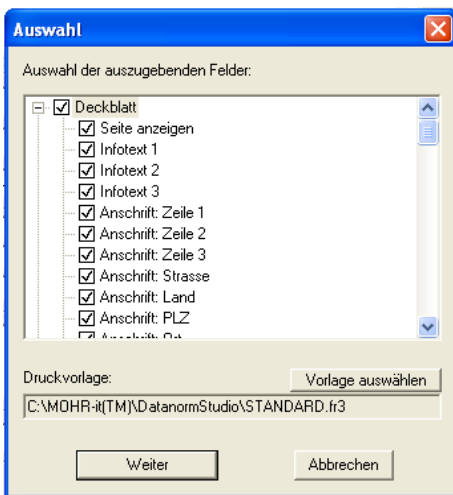 Auswahl
Auswahl der auszugebenden Felder:
Deckblatt
Seite anzeigen
Infotext 1
Infotext 2
Infotext 3
Anschrift: Zeile 1
Anschrift: Zeile 2
Anschrift: Zeile 3
Anschrift: Strasse
Anschrift: Land
Anschrift: PLZ
Anschrift: Ort
Druckvorlage:
Vorlage auswählen
C:\MOHR-it(TM)\DatanormStudio\STANDARD.fr3
Weiter
Abbrechen